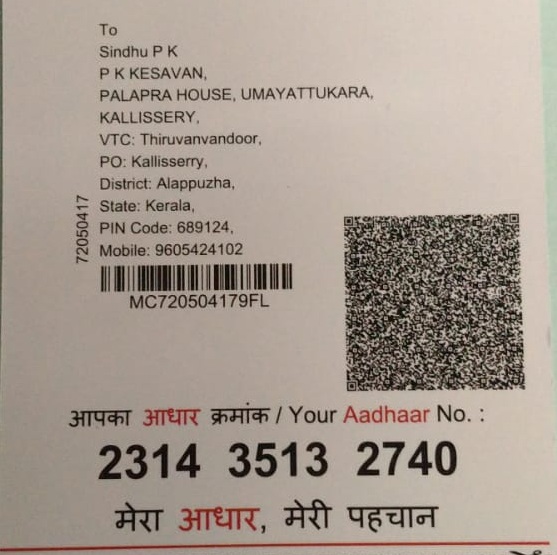 To
Sindhu P K
P K KESAVAN,
PALAPRA HOUSE, UMAYATTUKARA,
KALLISSERY,
VTC: Thiruvanvandoor,
PO: Kallisserry,
District: Alappuzha,
State: Kerala,
PIN Code: 689124,
Mobile: 9605424102
72050417
MC720504179FL
आपका आधार क्रमांक / Your Aadhaar No. :
2314 3513 2740
मेरा आधार, मेरी पहचान